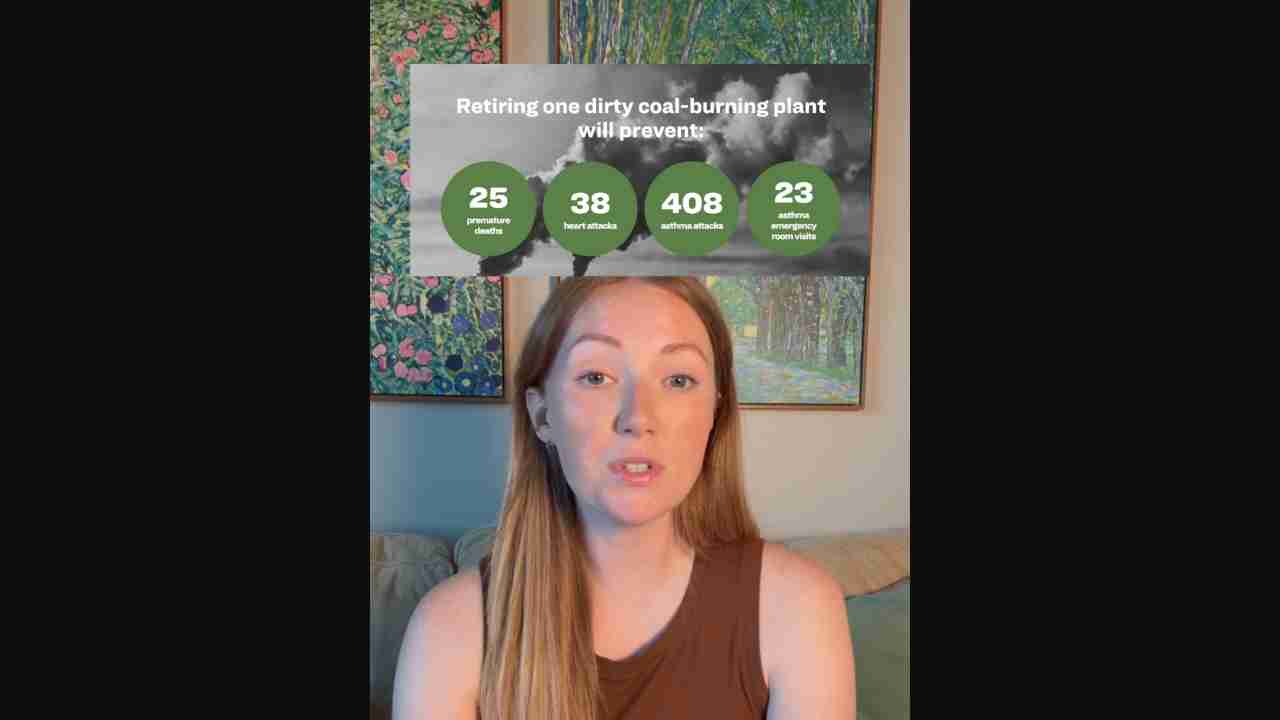 Retiring one dirty coal-burning plant
will prevent:
25
premature
deaths
38
heart attacks
408
asthma attacks
23
asthma
emergency
room visits